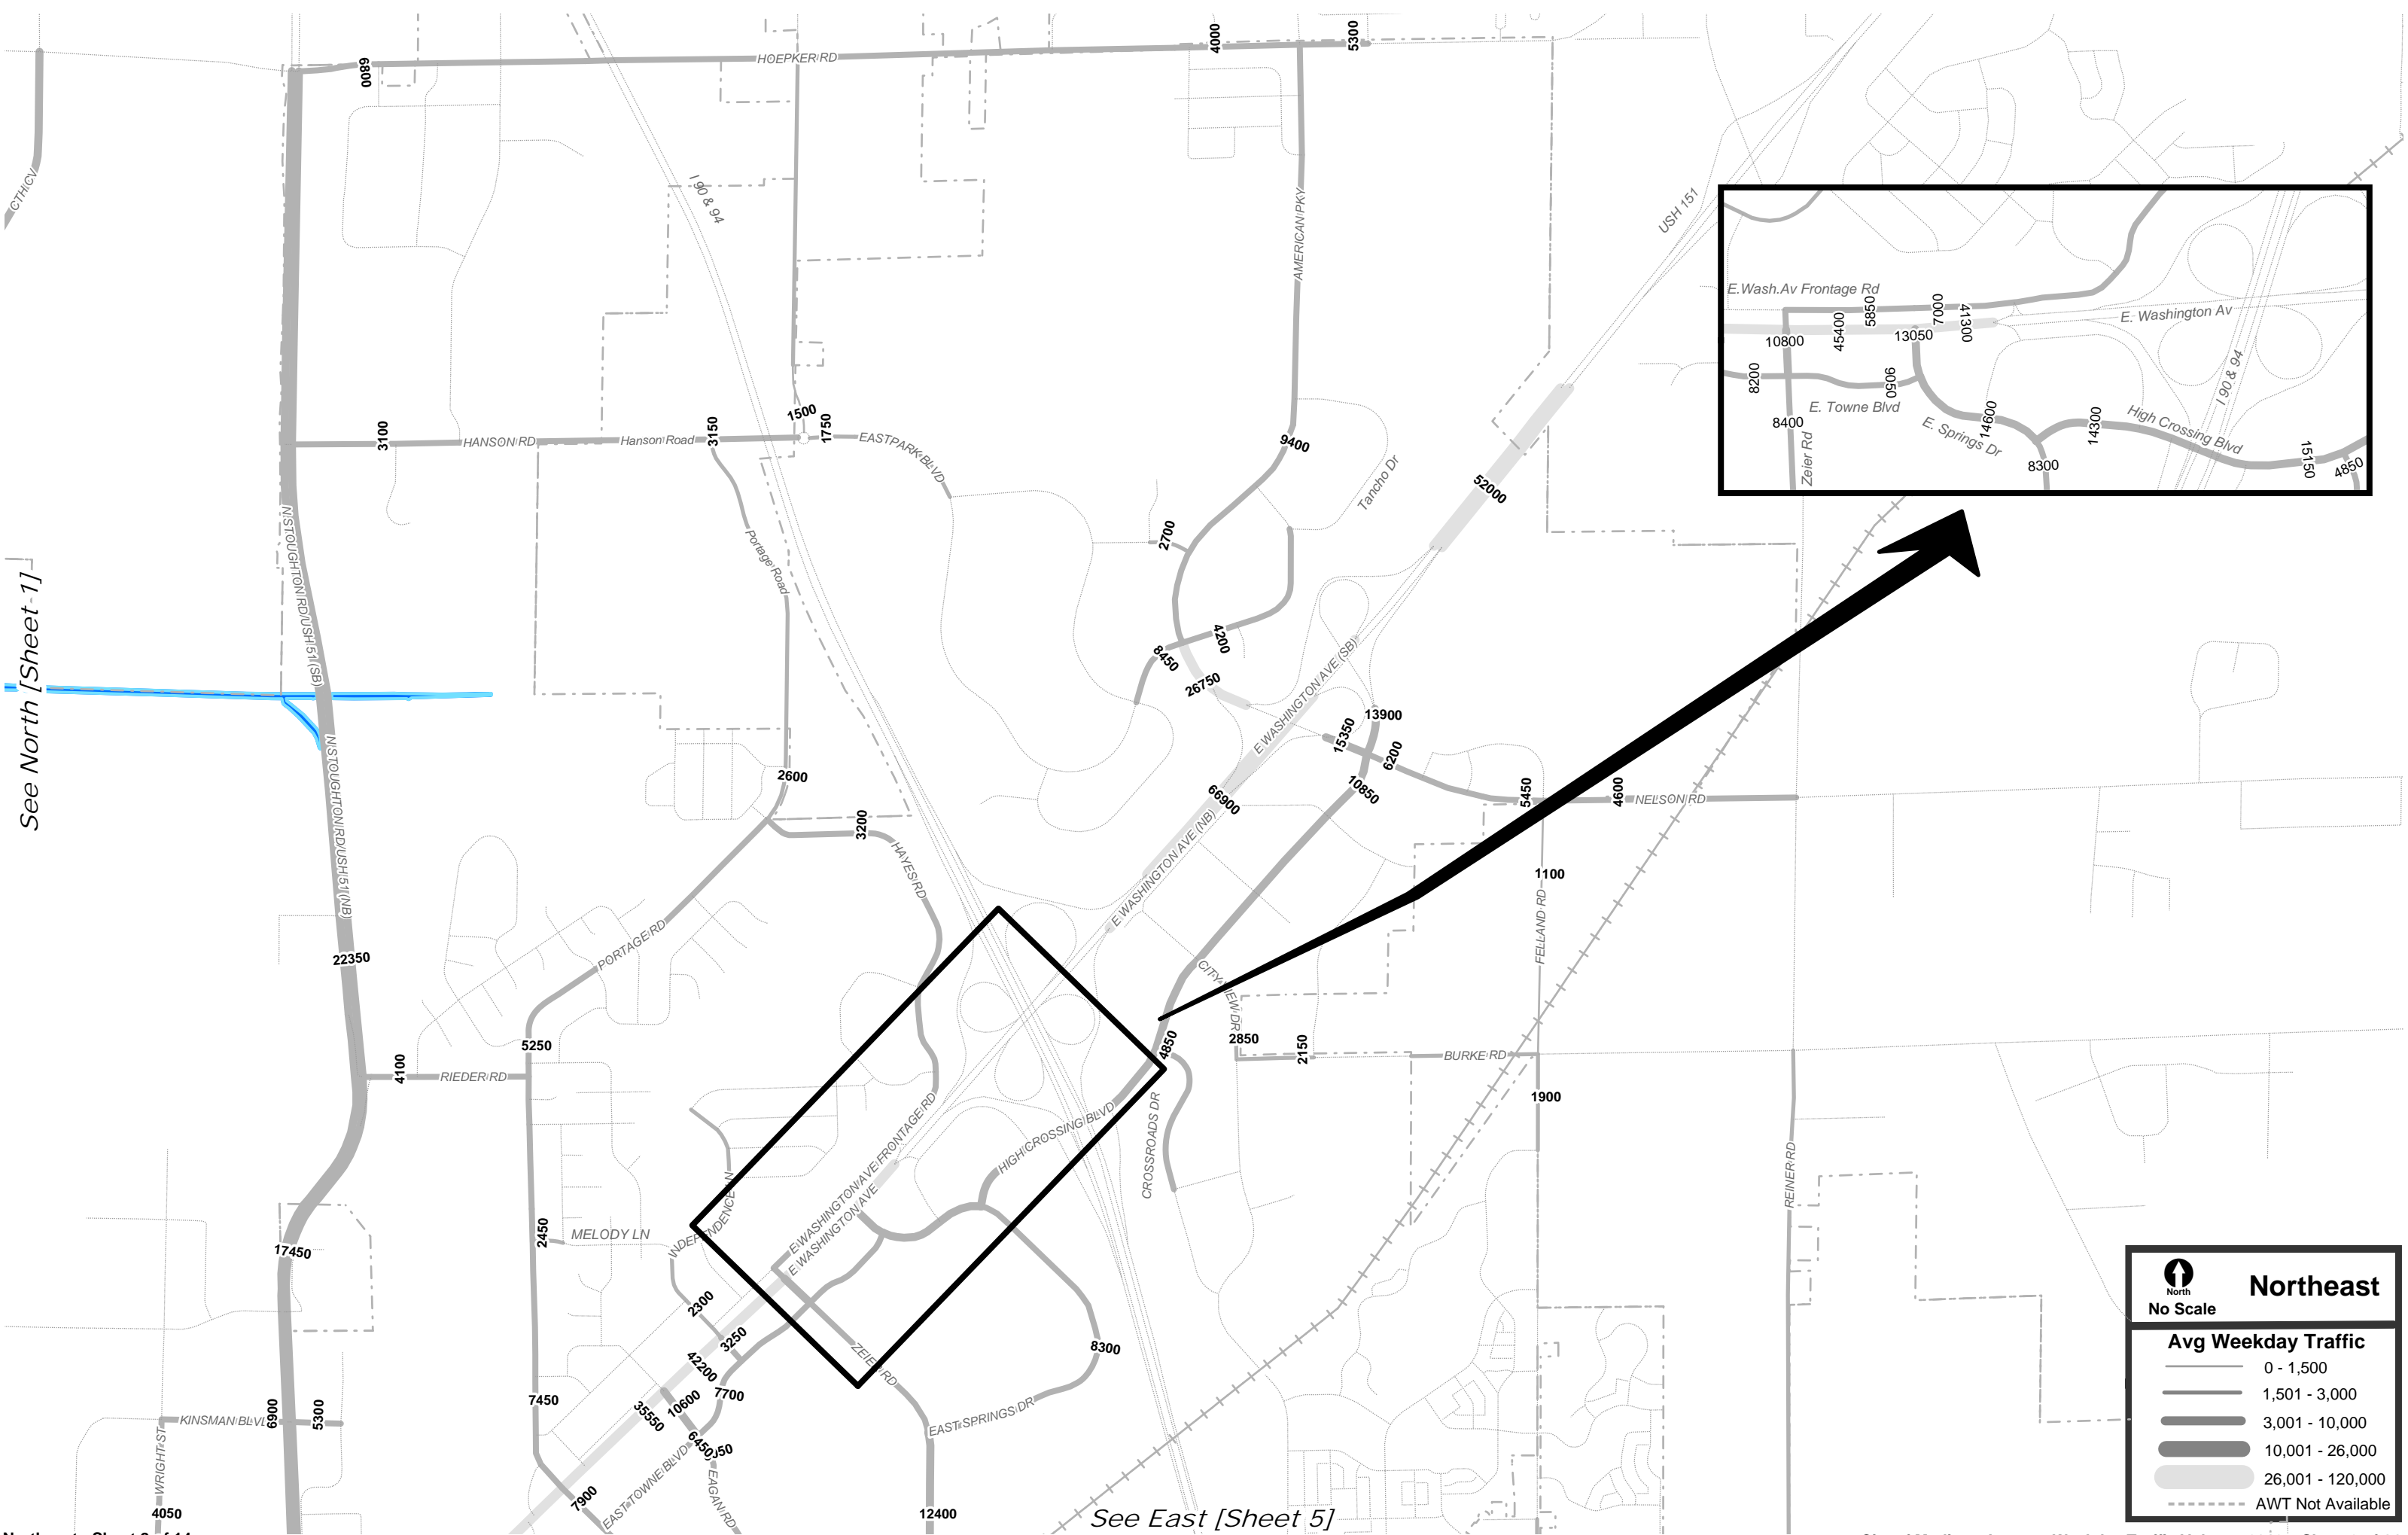 4000
5300
6800
HOEPKER RD
CTH CV
I 90 & 94
AMERICAN PKY
USH 151
E.Wash.Av Frontage Rd
5850
7000
41300
E. Washington Av
45400
10800
13050
8200
9050
E. Towne Blvd
8400
Zeier Rd
14600
E. Springs Dr
8300
14300
High Crossing Blvd
I 90 & 94
15150
4850
1500
1750
3100
HANSON RD
Hanson Road
3150
EASTPARK BLVD
9400
Tancho Dr
52000
2700
Portage Road
N STOUGHTON RD/USH 51 (SB)
See North [Sheet 1]
4200
8450
26750
E WASHINGTON AVE (SB)
13900
15350
6200
10850
N STOUGHTON RD/USH 51 (NB)
2600
3200
66900
5450
4600
NELSON RD
HAYES RD
E WASHINGTON AVE (NB)
1100
FELLAND RD
PORTAGE RD
22350
CITY VIEW DR
5250
4850
2850
2150
BURKE RD
4100
RIEDER RD
1900
E WASHINGTON AVE FRONTAGE RD
HIGH CROSSING BLVD
CROSSROADS DR
REINER RD
INDEPENDENCE LN
E WASHINGTON AVE
2450
MELODY LN
17450
2300
3250
42200
ZEIER RD
8300
7700
10600
35550
7450
6900
KINSMAN BLVD
5300
6450
EAST SPRINGS DR
WRIGHT ST
EAST TOWNE BLVD
EAGAN RD
7900
4050
12400
See East [Sheet 5]
North
No Scale
Northeast
Avg Weekday Traffic
0 - 1,500
1,501 - 3,000
3,001 - 10,000
10,001 - 26,000
26,001 - 120,000
AWT Not Available